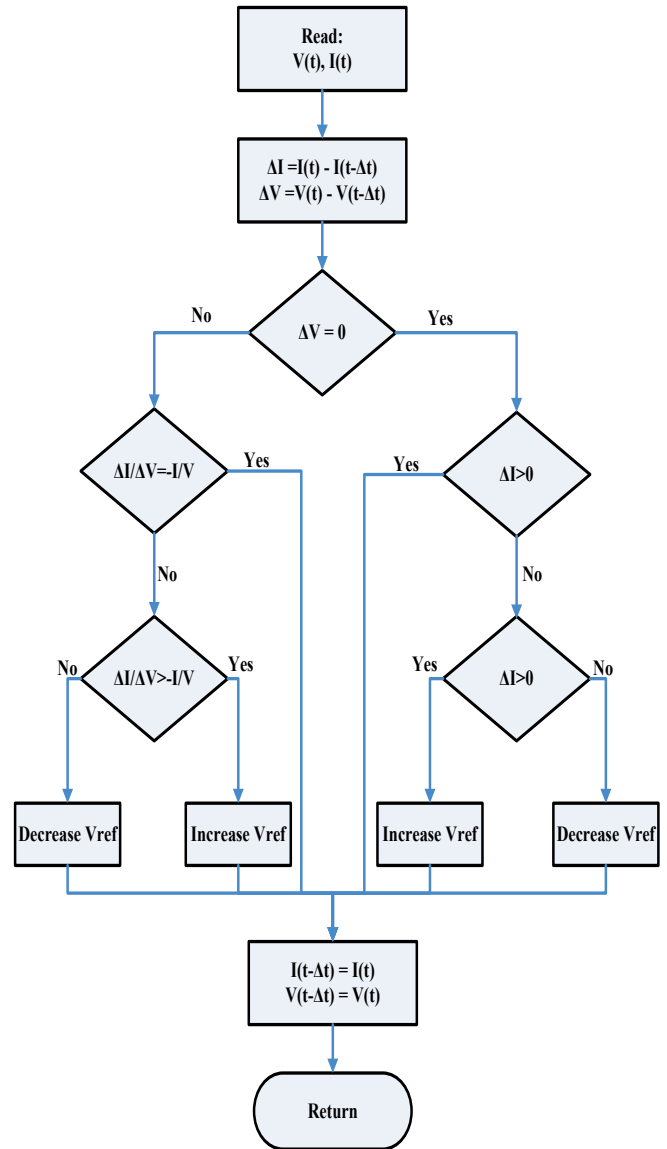 Read:
V(t), I(t)
ΔI =I(t) - I(t-Δt)
ΔV =V(t) - V(t-Δt)
No
Yes
ΔV = 0
ΔI/ΔV=-I/V
Yes
Yes
ΔI>0
No
No
No
ΔI/ΔV>-I/V
Yes
Yes
ΔI>0
No
Decrease Vref
Increase Vref
Increase Vref
Decrease Vref
I(t-Δt) = I(t)
V(t-Δt) = V(t)
Return